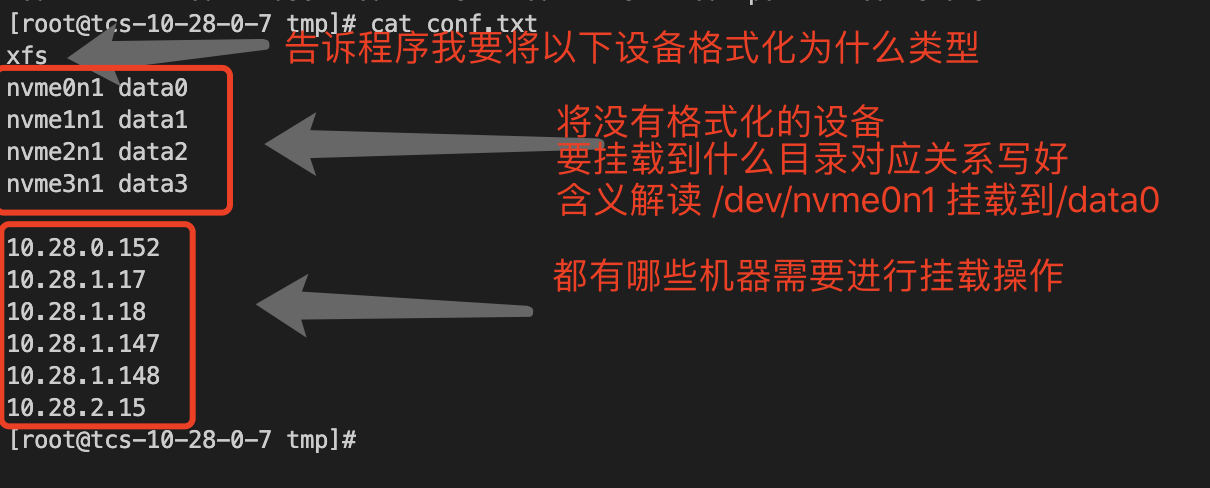 [root@tcs-10-28-0-7 tmp]# cat conf.txt
xfs
告诉程序我要将以下设备格式化为什么类型
nvme0n1 data0
nvme1n1 data1
nvme2n1 data2
nvme3n1 data3
将没有格式化的设备
要挂载到什么目录对应关系写好
含义解读 /dev/nvme0n1 挂载到/data0
10.28.0.152
10.28.1.17
10.28.1.18
10.28.1.147
10.28.1.148
10.28.2.15
都有哪些机器需要进行挂载操作
[root@tcs-10-28-0-7 tmp]#